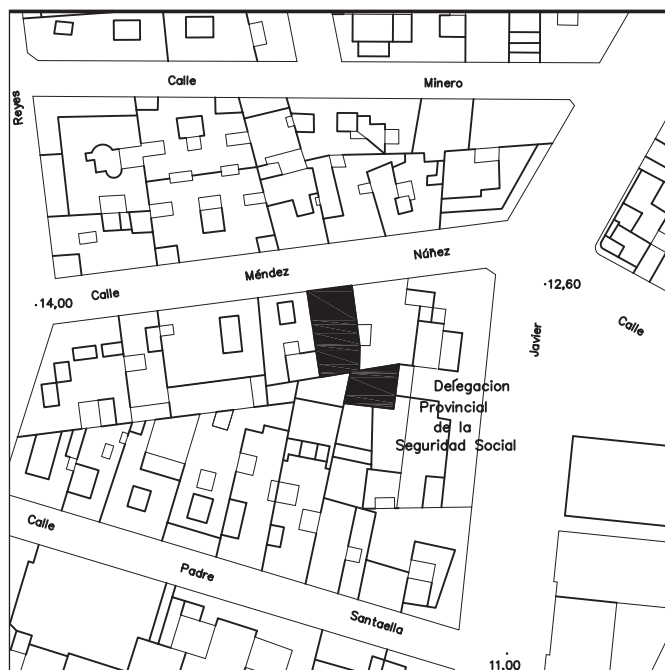 Calle Minero
Reyes
Núñez
Méndez
·12,60
·14,00 Calle
Calle
Javier
Delegacion
Provincial
de la
Seguridad Social
Calle
Padre
Santaella
11,00